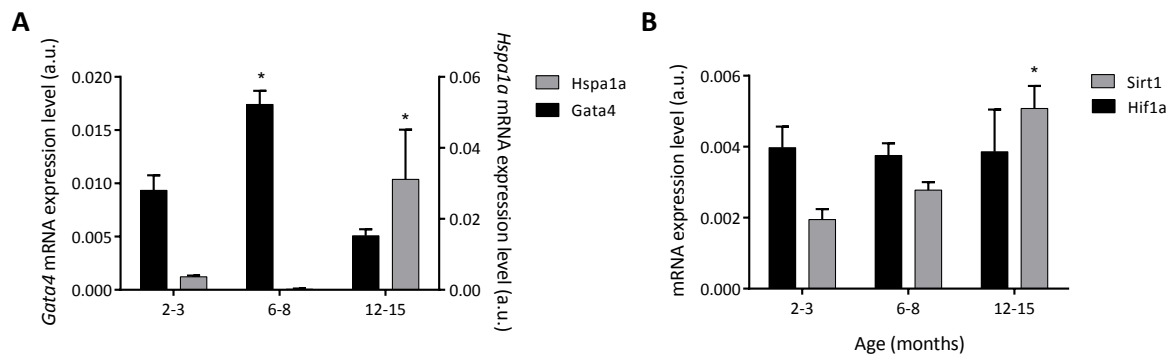 A
Gata4 mRNA expression level (a.u.)
0.020
0.015
0.010
0.005
0.000
*
*
2-3
6-8
12-15
0.06
0.04
0.02
0.00
Hspa1a mRNA expression level (a.u.)
Hspa1a
Gata4
B
mRNA expression level (a.u.)
0.006
0.004
0.002
0.000
*
2-3
6-8
12-15
Age (months)
Sirt1
Hif1a